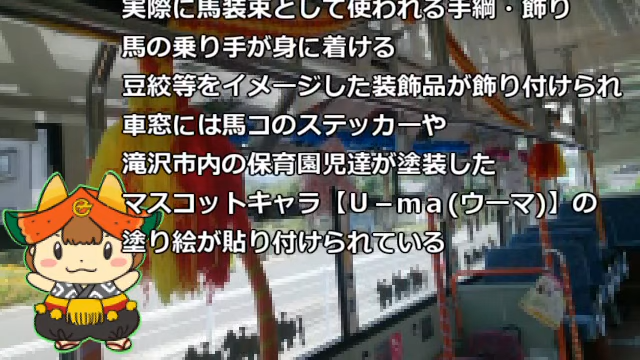 実際に馬装束として使われる手綱・飾り
馬の乗り手が身に着ける
豆絞等をイメージした装飾品が飾り付けられ
車窓には馬コのステッカーや
滝沢市内の保育園児達が塗装した
マスコットキャラ【U－ma(ウーマ)】の
塗り絵が貼り付けられている